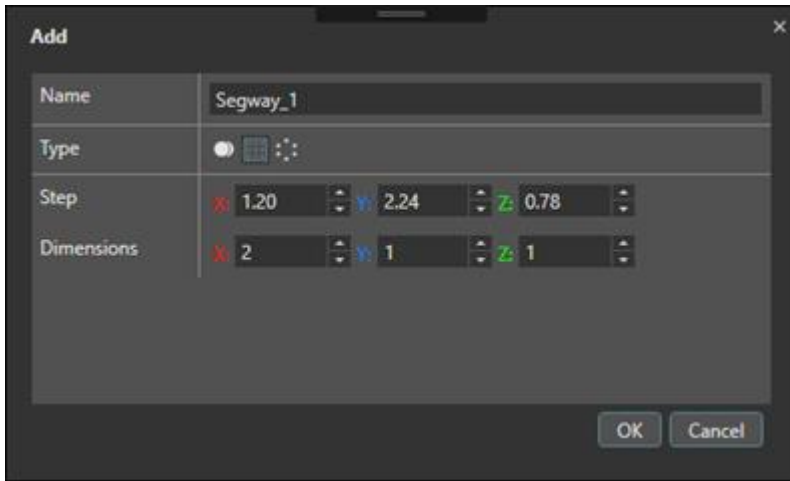 Add
Name Segway_1
Type
Step X: 1.20 Y: 2.24 Z: 0.78
Dimensions X: 2 Y: 1 Z: 1
OK Cancel